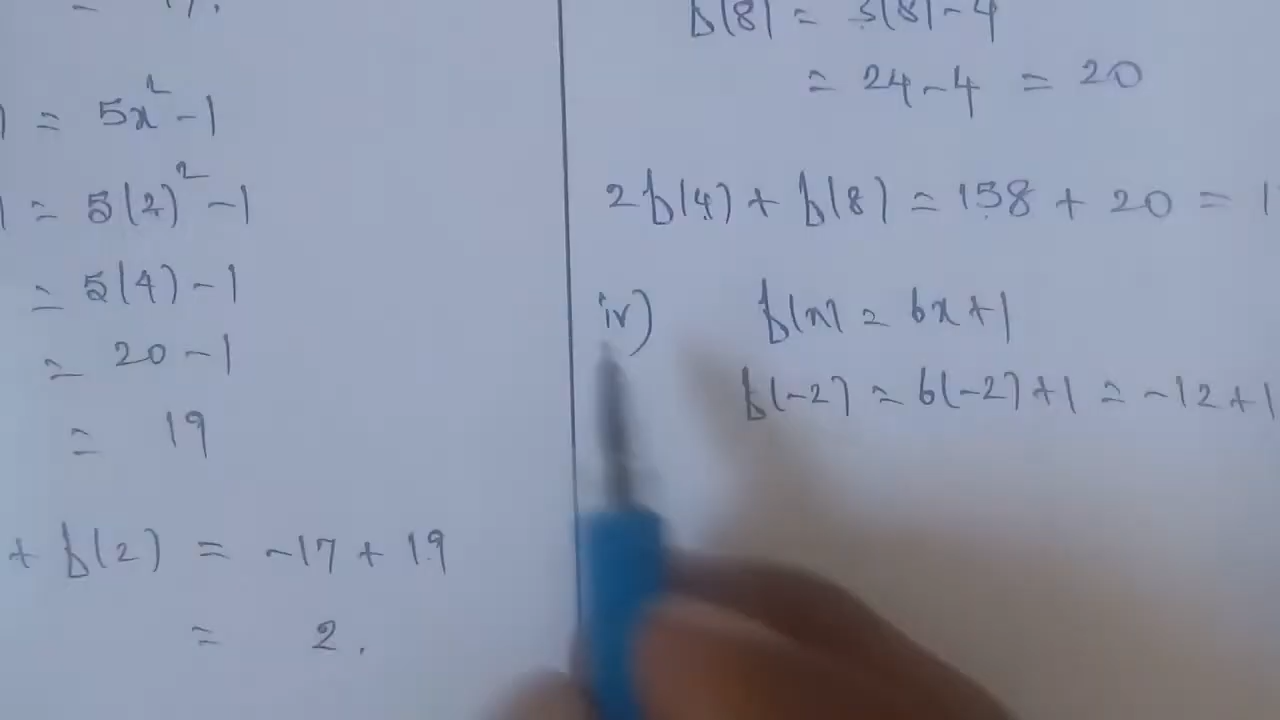 = 5x² - 1
= 5(2)² - 1
= 5(4) - 1
= 20 - 1
= 19
+ f(2) = -17 + 19
= 2.
f(8) = 3(8) - 4
= 24 - 4 = 20
2f(4) + f(8) = 158 + 20 = 1
iv) f(x) = 6x + 1
f(-2) = 6(-2) + 1 = -12 + 1